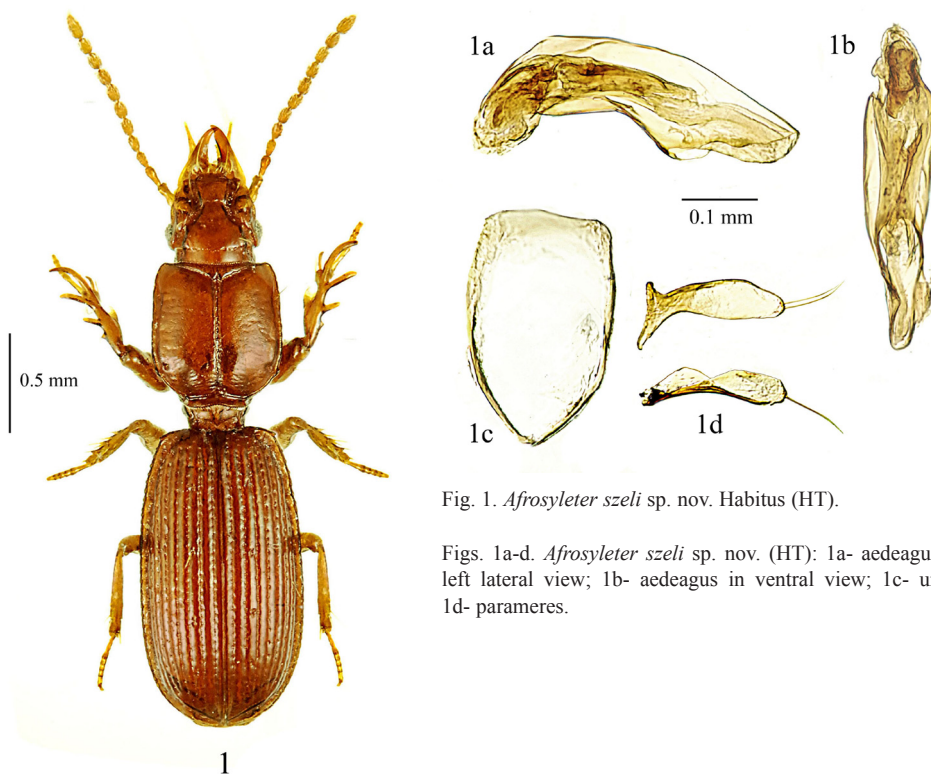 1a
1b
0.1 mm
0.5 mm
1c
1d
Fig. 1. Afrosyleter szeli sp. nov. Habitus (HT).
Figs. 1a-d. Afrosyleter szeli sp. nov. (HT): 1a- aedeagu
left lateral view; 1b- aedeagus in ventral view; 1c- u
1d- parameres.
1